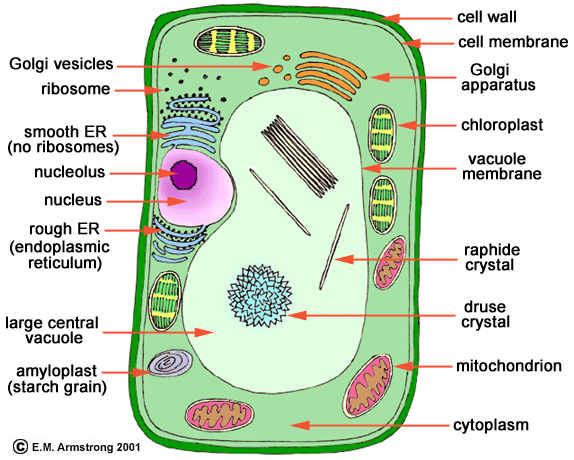 cell wall
cell membrane
Golgi vesicles
Golgi
apparatus
ribosome
chloroplast
smooth ER
(no ribosomes)
vacuole
membrane
nucleolus
nucleus
rough ER
(endoplasmic
reticulum)
raphide
crystal
druse
crystal
large central
vacuole
mitochondrion
amyloplast
(starch grain)
cytoplasm
© E.M. Armstrong 2001